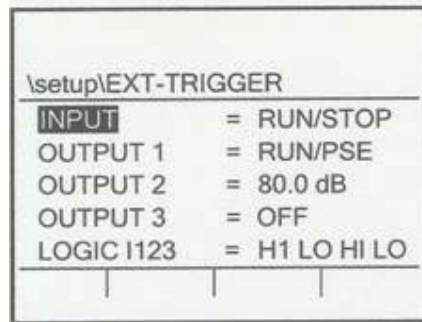 \setup\EXT-TRIGGER
INPUT = RUN/STOP
OUTPUT 1 = RUN/PSE
OUTPUT 2 = 80.0 dB
OUTPUT 3 = OFF
LOGIC I123 = H1 LO HI LO